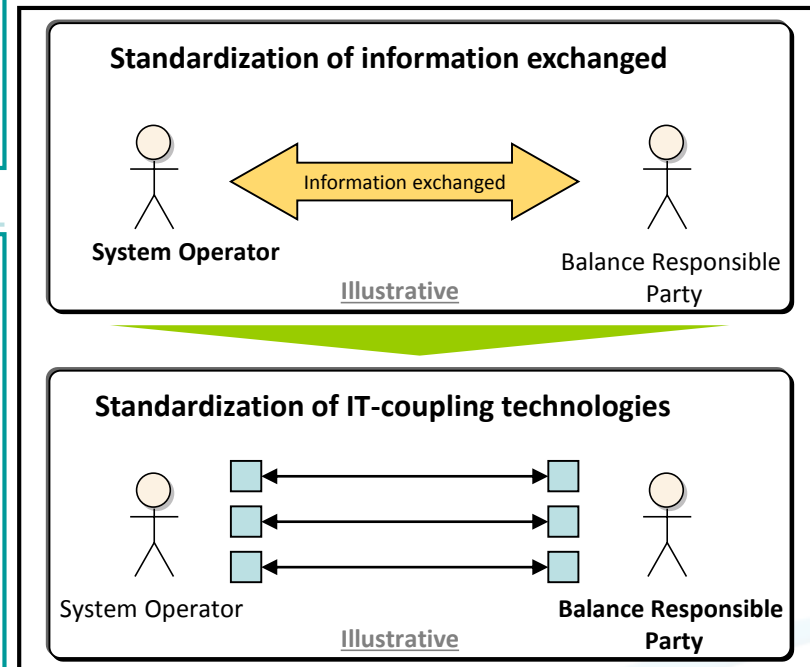 Standardization of information exchanged
Information exchanged
System Operator
Balance Responsible
Party
Illustrative
Standardization of IT-coupling technologies
System Operator
Balance Responsible
Party
Illustrative